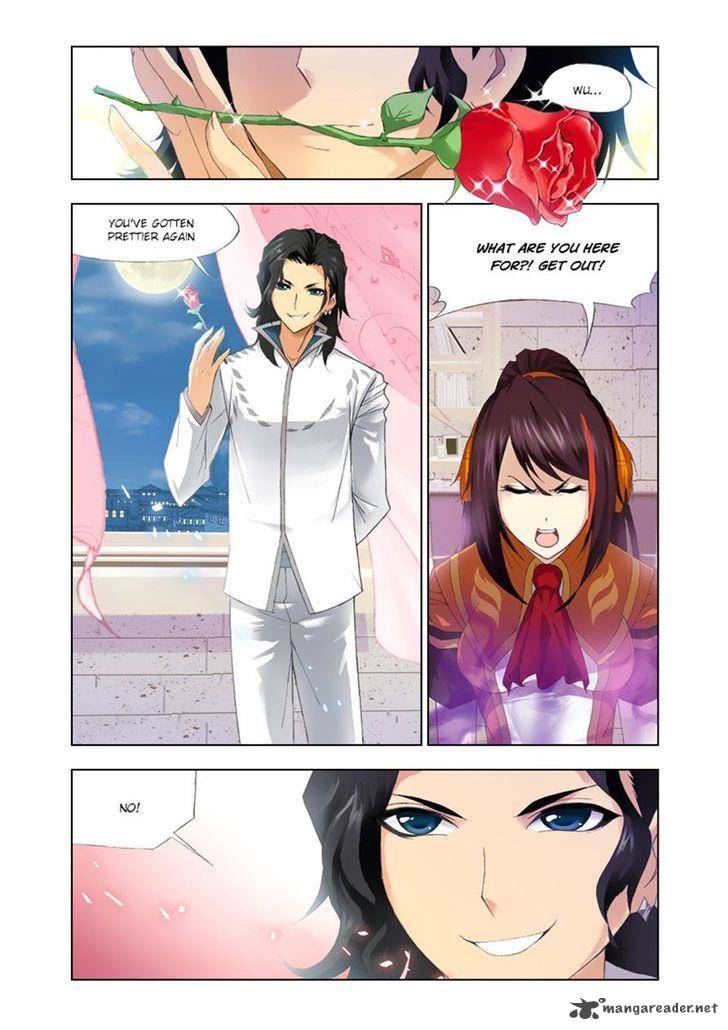 WU...
YOU'VE GOTTEN
PRETTIER AGAIN
WHAT ARE YOU HERE
FOR?! GET OUT!
NO!
mangareader.net